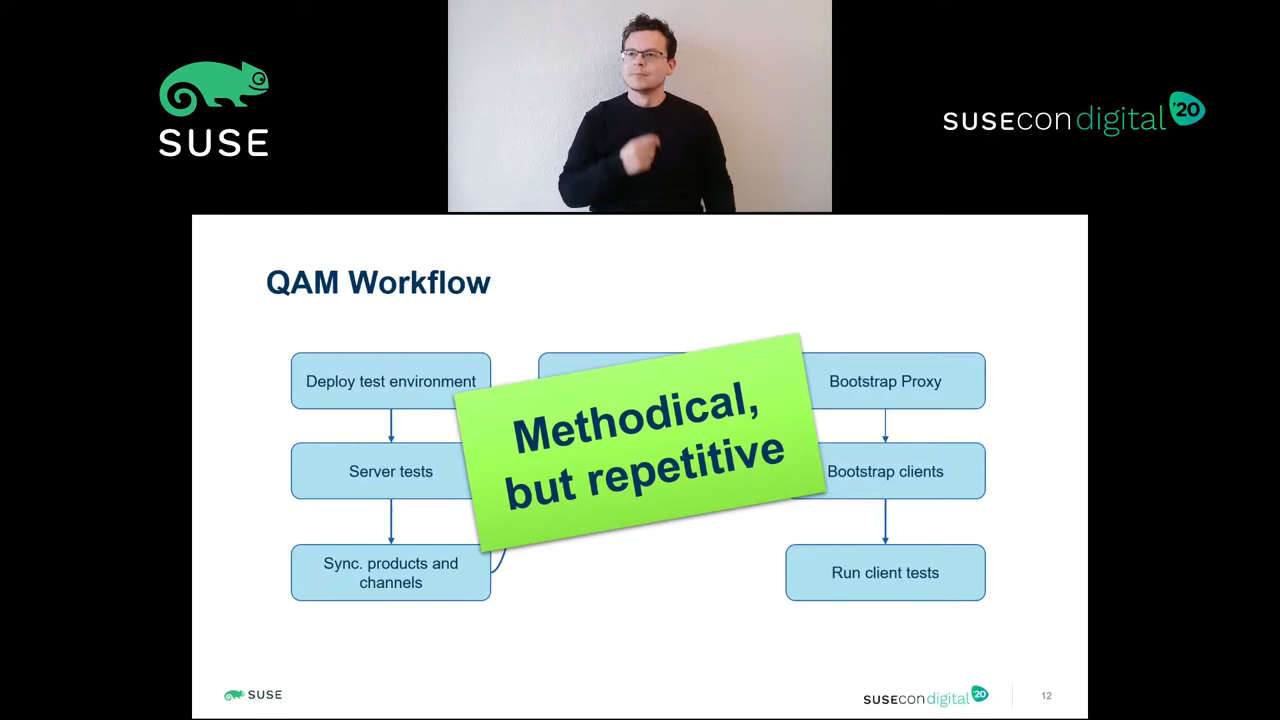 SUSE
SUSEcon digital '20
QAM Workflow
Deploy test environment
Server tests
Sync. products and
channels
Methodical,
but repetitive
Bootstrap Proxy
Bootstrap clients
Run client tests
SUSE
SUSEcon digital '20
12